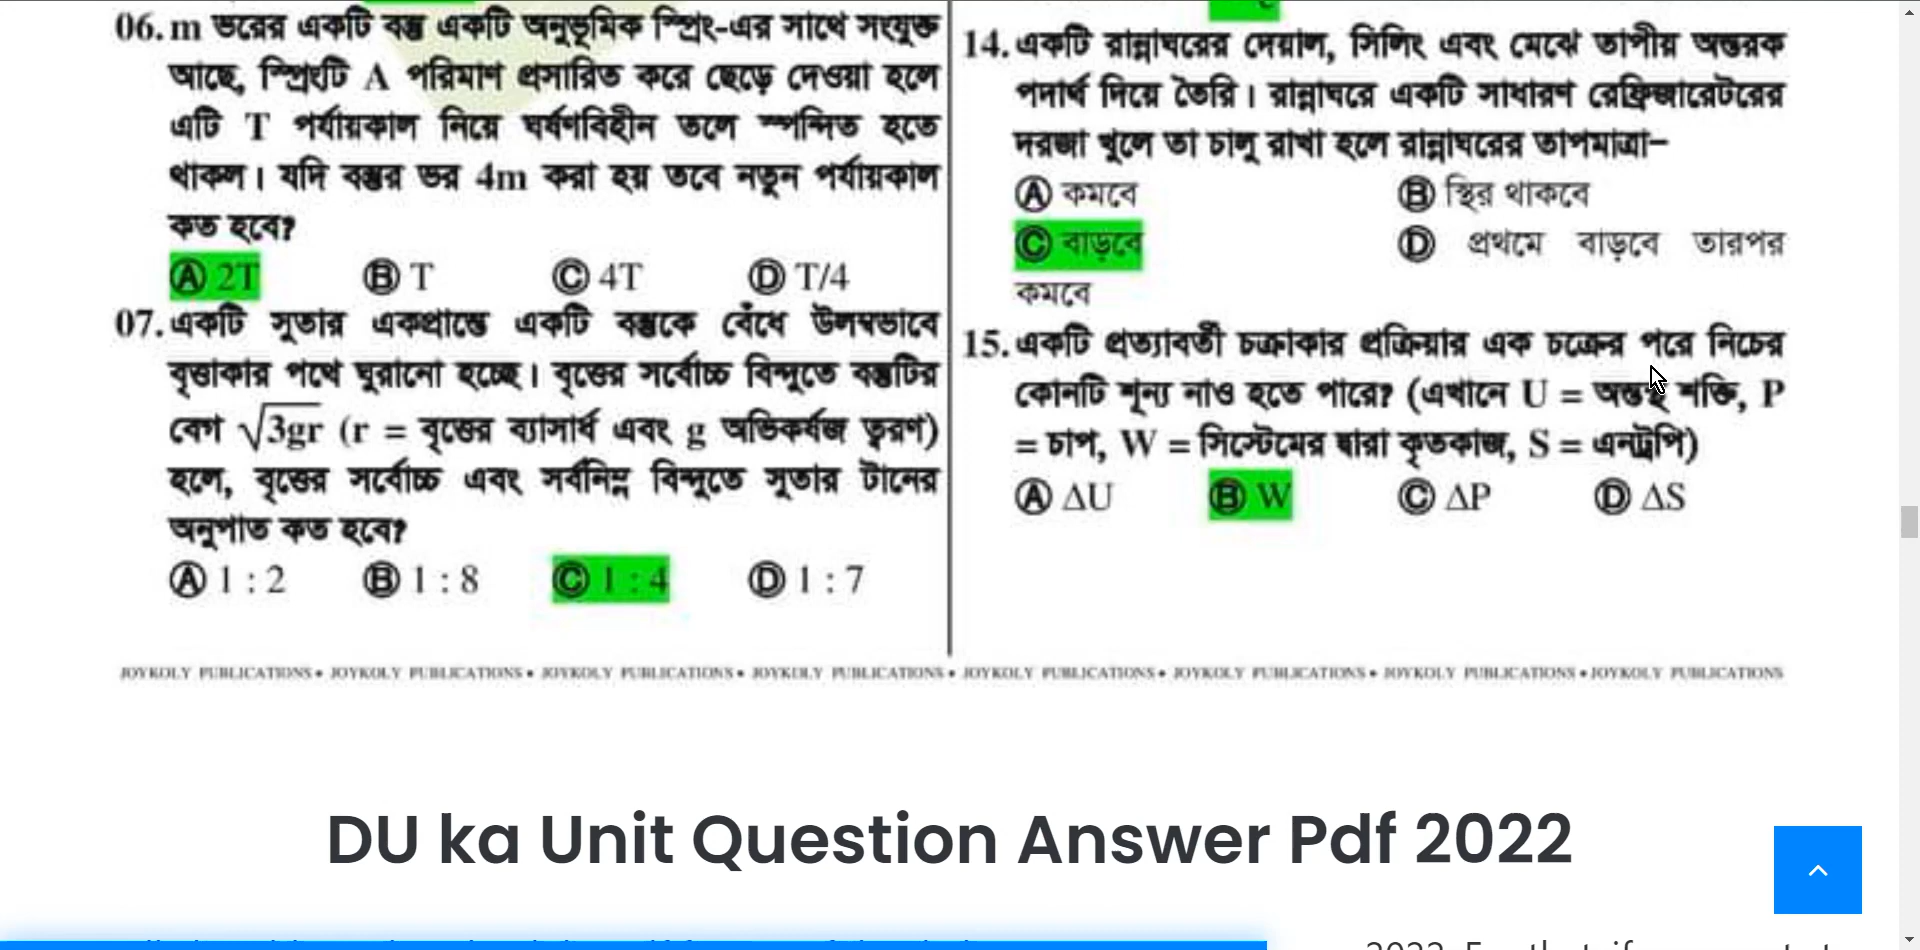 06. m ভরের একটি বস্তু একটি অনুভূমিক স্প্রিং-এর সাথে সংযুক্ত
আছে, স্প্রিংটি A পরিমাণ প্রসারিত করে ছেড়ে দেওয়া হলে
এটি T পর্যায়কাল নিয়ে ঘর্ষণবিহীন তলে স্পন্দিত হতে
থাকল। যদি বস্তুর ভর 4m করা হয় তবে নতুন পর্যায়কাল
কত হবে?
Ⓐ 2T Ⓑ T Ⓒ 4T Ⓓ T/4
07. একটি সুতার একপ্রান্তে একটি বস্তুকে বেঁধে উলম্বভাবে
বৃত্তাকার পথে ঘুরানো হচ্ছে। বৃত্তের সর্বোচ্চ বিন্দুতে বস্তুটির
বেগ √3gr (r = বৃত্তের ব্যাসার্ধ এবং g অভিকর্ষজ ত্বরণ)
হলে, বৃত্তের সর্বোচ্চ এবং সর্বনিম্ন বিন্দুতে সুতার টানের
অনুপাত কত হবে?
Ⓐ 1 : 2 Ⓑ 1 : 8 Ⓒ 1 : 4 Ⓓ 1 : 7
14. একটি রান্নাঘরের দেয়াল, সিলিং এবং মেঝে তাপীয় অন্তরক
পদার্থ দিয়ে তৈরি। রান্নাঘরে একটি সাধারণ রেফ্রিজারেটরের
দরজা খুলে তা চালু রাখা হলে রান্নাঘরের তাপমাত্রা–
Ⓐ কমবে Ⓑ স্থির থাকবে
Ⓒ বাড়বে Ⓓ প্রথমে বাড়বে তারপর
কমবে
15. একটি প্রত্যাবর্তী চক্রাকার প্রক্রিয়ার এক চক্রের পরে নিচের
কোনটি শূন্য নাও হতে পারে? (এখানে U = অন্তস্থ শক্তি, P
= চাপ, W = সিস্টেমের দ্বারা কৃতকাজ, S = এনট্রপি)
Ⓐ ΔU Ⓑ W Ⓒ ΔP Ⓓ ΔS
JOYKOLY PUBLICATIONS • JOYKOLY PUBLICATIONS • JOYKOLY PUBLICATIONS • JOYKOLY PUBLICATIONS • JOYKOLY PUBLICATIONS • JOYKOLY PUBLICATIONS • JOYKOLY PUBLICATIONS • JOYKOLY PUBLICATIONS
DU ka Unit Question Answer Pdf 2022